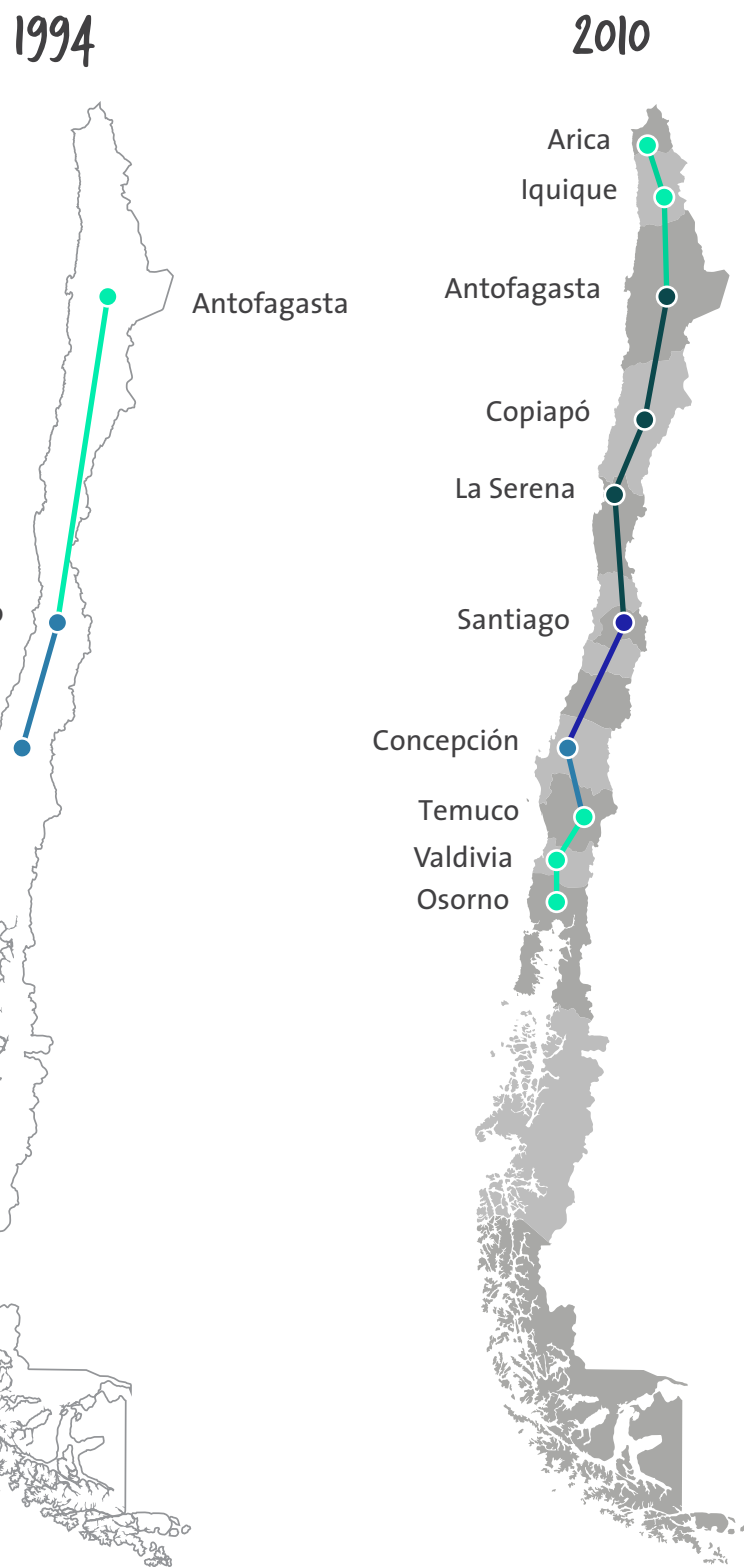 1994
2010
Antofagasta
Arica
Iquique
Antofagasta
Copiapó
La Serena
Santiago
Concepción
Temuco
Valdivia
Osorno